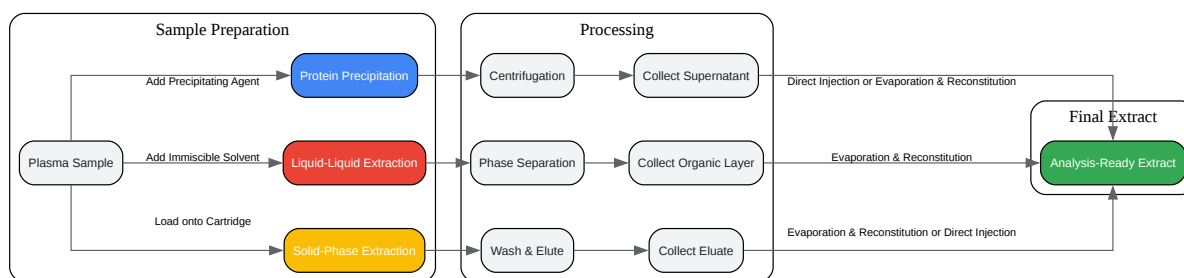 Sample Preparation
Processing
Protein Precipitation
Centrifugation
Collect Supernatant
Add Precipitating Agent
Direct Injection or Evaporation & Reconstitution
Final Extract
Plasma Sample
Add Immiscible Solvent
Liquid-Liquid Extraction
Phase Separation
Collect Organic Layer
Evaporation & Reconstitution
Analysis-Ready Extract
Load onto Cartridge
Solid-Phase Extraction
Wash & Elute
Collect Eluate
Evaporation & Reconstitution or Direct Injection